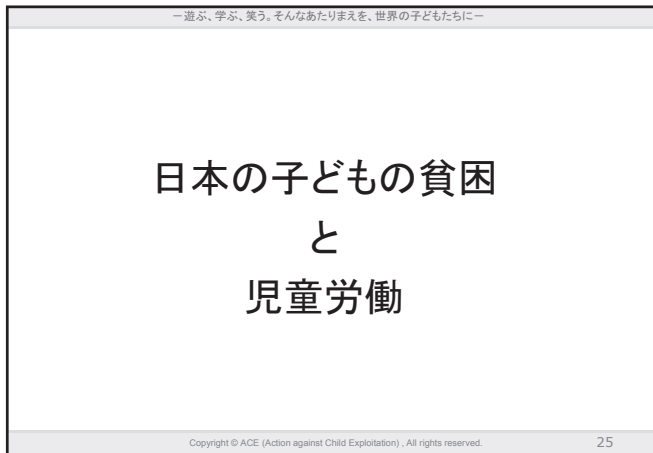 －遊ぶ、学ぶ、笑う。そんなあたりまえを、世界の子どもたちに－
日本の子どもの貧困
と
児童労働
Copyright © ACE (Action against Child Exploitation) , All rights reserved.
25